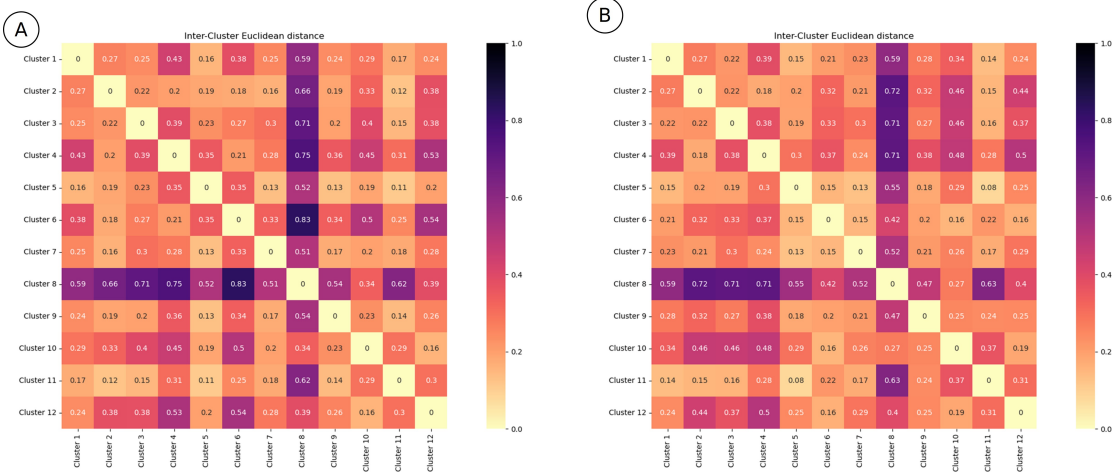 A
Inter-Cluster Euclidean distance
Cluster 1 0 0.27 0.25 0.43 0.16 0.38 0.25 0.59 0.24 0.29 0.17 0.24
Cluster 2 0.27 0 0.22 0.2 0.19 0.18 0.16 0.66 0.19 0.33 0.12 0.38
Cluster 3 0.25 0.22 0 0.39 0.23 0.27 0.3 0.71 0.2 0.4 0.15 0.38
Cluster 4 0.43 0.2 0.39 0 0.35 0.21 0.28 0.75 0.36 0.45 0.31 0.53
Cluster 5 0.16 0.19 0.23 0.35 0 0.35 0.13 0.52 0.13 0.19 0.11 0.2
Cluster 6 0.38 0.18 0.27 0.21 0.35 0 0.33 0.83 0.34 0.5 0.25 0.54
Cluster 7 0.25 0.16 0.3 0.28 0.13 0.33 0 0.51 0.17 0.2 0.18 0.28
Cluster 8 0.59 0.66 0.71 0.75 0.52 0.83 0.51 0 0.54 0.34 0.62 0.39
Cluster 9 0.24 0.19 0.2 0.36 0.13 0.34 0.17 0.54 0 0.23 0.14 0.26
Cluster 10 0.29 0.33 0.4 0.45 0.19 0.5 0.2 0.34 0.23 0 0.29 0.16
Cluster 11 0.17 0.12 0.15 0.31 0.11 0.25 0.18 0.62 0.14 0.29 0 0.3
Cluster 12 0.24 0.38 0.38 0.53 0.2 0.54 0.28 0.39 0.26 0.16 0.3 0
Cluster 1 Cluster 2 Cluster 3 Cluster 4 Cluster 5 Cluster 6 Cluster 7 Cluster 8 Cluster 9 Cluster 10 Cluster 11 Cluster 12
1.0
0.8
0.6
0.4
0.2
0.0
B
Inter-Cluster Euclidean distance
Cluster 1 0 0.27 0.22 0.39 0.15 0.21 0.23 0.59 0.28 0.34 0.14 0.24
Cluster 2 0.27 0 0.22 0.18 0.2 0.32 0.21 0.72 0.32 0.46 0.15 0.44
Cluster 3 0.22 0.22 0 0.38 0.19 0.33 0.3 0.71 0.27 0.46 0.16 0.37
Cluster 4 0.39 0.18 0.38 0 0.3 0.37 0.24 0.71 0.38 0.48 0.28 0.5
Cluster 5 0.15 0.2 0.19 0.3 0 0.15 0.13 0.55 0.18 0.29 0.08 0.25
Cluster 6 0.21 0.32 0.33 0.37 0.15 0 0.15 0.42 0.2 0.16 0.22 0.16
Cluster 7 0.23 0.21 0.3 0.24 0.13 0.15 0 0.52 0.21 0.26 0.17 0.29
Cluster 8 0.59 0.72 0.71 0.71 0.55 0.42 0.52 0 0.47 0.27 0.63 0.4
Cluster 9 0.28 0.32 0.27 0.38 0.18 0.2 0.21 0.47 0 0.25 0.24 0.25
Cluster 10 0.34 0.46 0.46 0.48 0.29 0.16 0.26 0.27 0.25 0 0.37 0.19
Cluster 11 0.14 0.15 0.16 0.28 0.08 0.22 0.17 0.63 0.24 0.37 0 0.31
Cluster 12 0.24 0.44 0.37 0.5 0.25 0.16 0.29 0.4 0.25 0.19 0.31 0
Cluster 1 Cluster 2 Cluster 3 Cluster 4 Cluster 5 Cluster 6 Cluster 7 Cluster 8 Cluster 9 Cluster 10 Cluster 11 Cluster 12
1.0
0.8
0.6
0.4
0.2
0.0